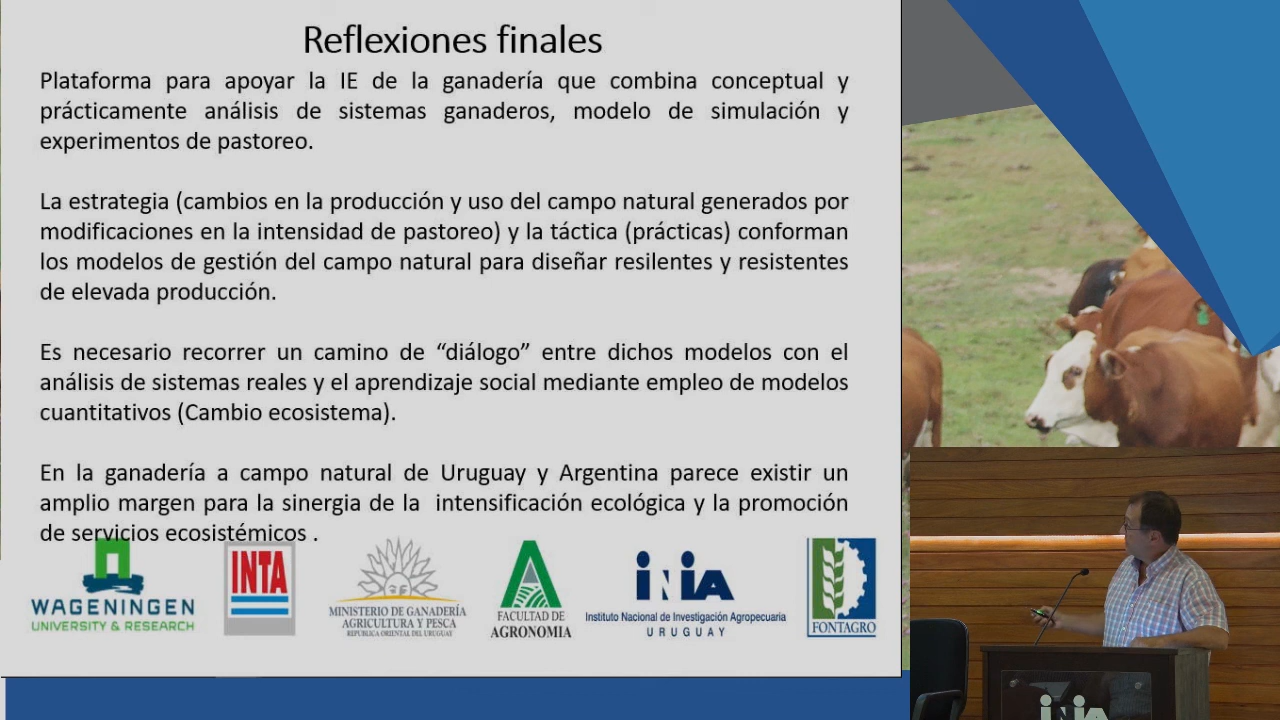 Reflexiones finales
Plataforma para apoyar la IE de la ganadería que combina conceptual y
prácticamente análisis de sistemas ganaderos, modelo de simulación y
experimentos de pastoreo.
La estrategia (cambios en la producción y uso del campo natural generados por
modificaciones en la intensidad de pastoreo) y la táctica (prácticas) conforman
los modelos de gestión del campo natural para diseñar resilentes y resistentes
de elevada producción.
Es necesario recorrer un camino de “diálogo” entre dichos modelos con el
análisis de sistemas reales y el aprendizaje social mediante empleo de modelos
cuantitativos (Cambio ecosistema).
En la ganadería a campo natural de Uruguay y Argentina parece existir un
amplio margen para la sinergia de la intensificación ecológica y la promoción
de servicios ecosistémicos .
WAGENINGEN
UNIVERSITY & RESEARCH
INTA
MINISTERIO DE GANADERÍA
AGRICULTURA Y PESCA
REPÚBLICA ORIENTAL DEL URUGUAY
FACULTAD DE
AGRONOMIA
iNiA
Instituto Nacional de Investigación Agropecuaria
URUGUAY
FONTAGRO
iNiA